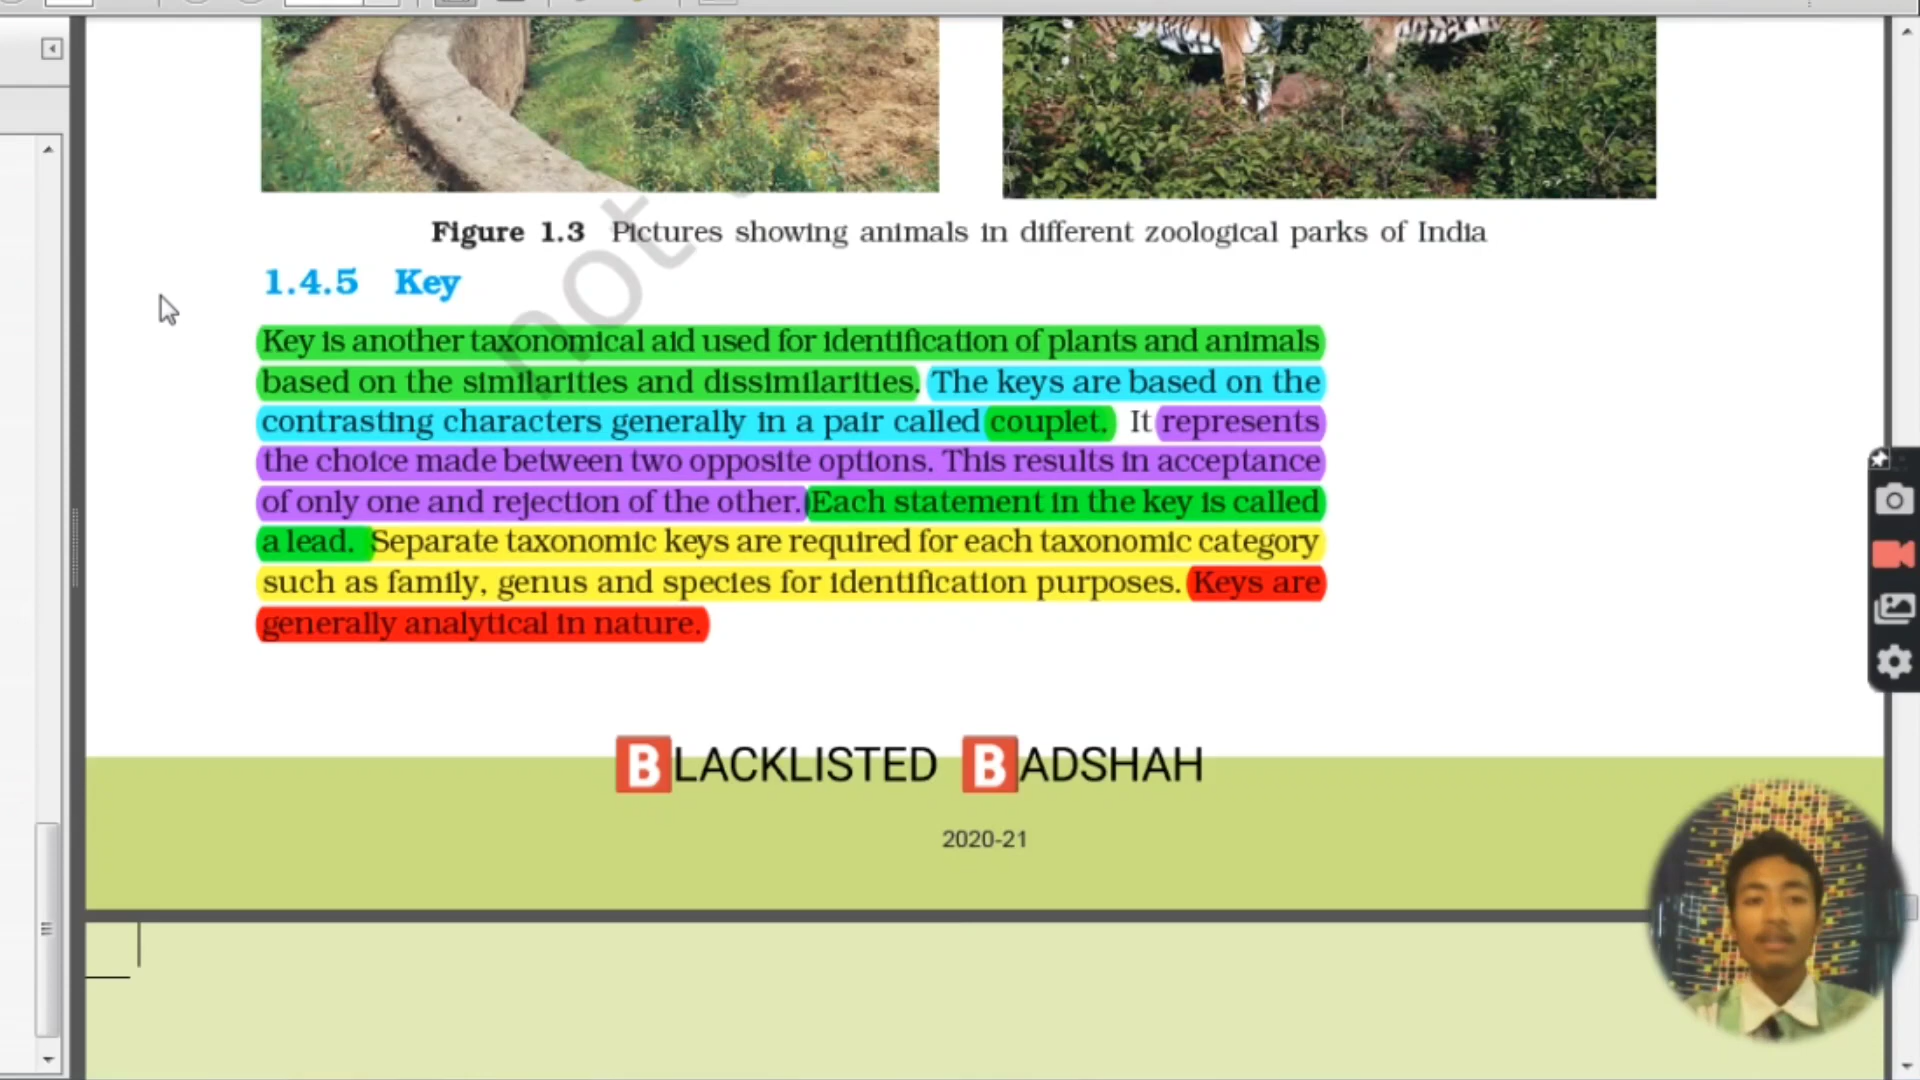 Figure 1.3 Pictures showing animals in different zoological parks of India
1.4.5 Key
Key is another taxonomical aid used for identification of plants and animals
based on the similarities and dissimilarities. The keys are based on the
contrasting characters generally in a pair called couplet. It represents
the choice made between two opposite options. This results in acceptance
of only one and rejection of the other. Each statement in the key is called
a lead. Separate taxonomic keys are required for each taxonomic category
such as family, genus and species for identification purposes. Keys are
generally analytical in nature.
not
BLACKLISTED BADSHAH
2020-21